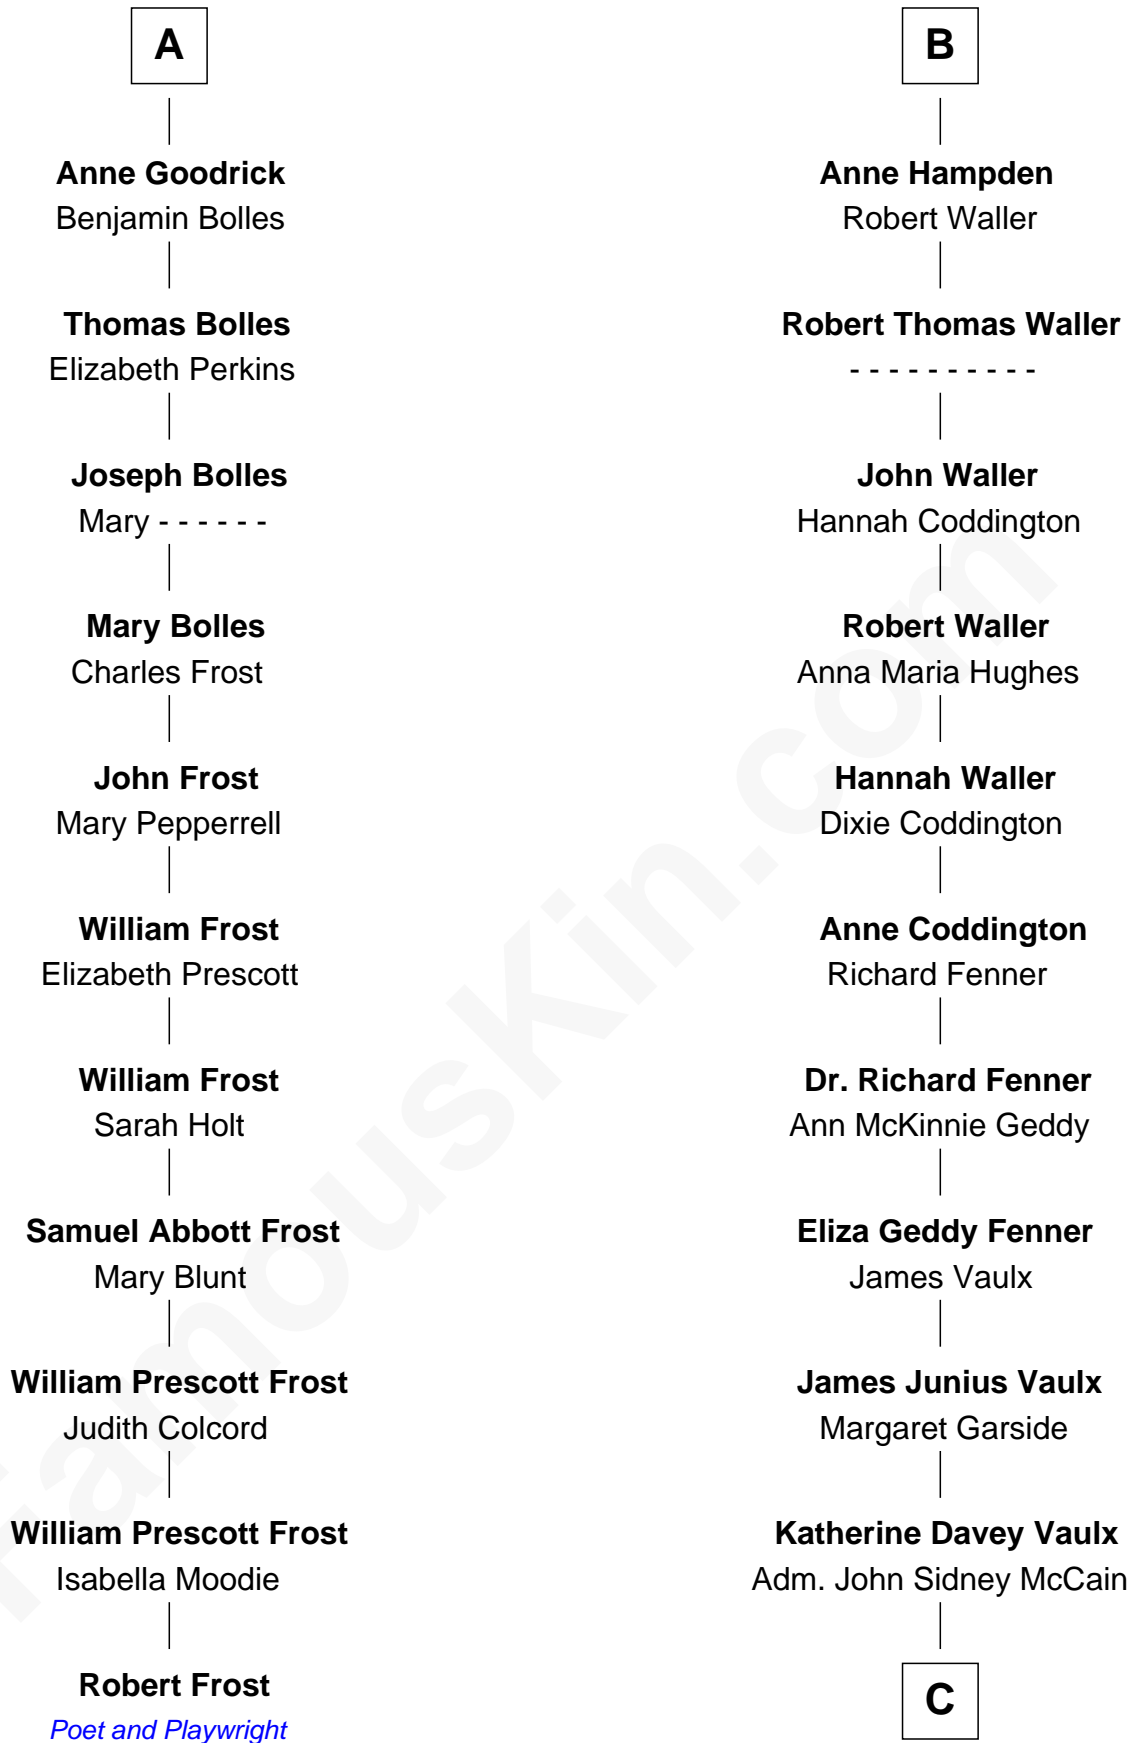 A
Anne Goodrick
Benjamin Bolles
Thomas Bolles
Elizabeth Perkins
Joseph Bolles
Mary - - - - - -
Mary Bolles
Charles Frost
John Frost
Mary Pepperrell
William Frost
Elizabeth Prescott
William Frost
Sarah Holt
Samuel Abbott Frost
Mary Blunt
William Prescott Frost
Judith Colcord
William Prescott Frost
Isabella Moodie
Robert Frost
Poet and Playwright
B
Anne Hampden
Robert Waller
Robert Thomas Waller
- - - - - - - - - -
John Waller
Hannah Coddington
Robert Waller
Anna Maria Hughes
Hannah Waller
Dixie Coddington
Anne Coddington
Richard Fenner
Dr. Richard Fenner
Ann McKinnie Geddy
Eliza Geddy Fenner
James Vaulx
James Junius Vaulx
Margaret Garside
Katherine Davey Vaulx
Adm. John Sidney McCain
C
FamousKin.com